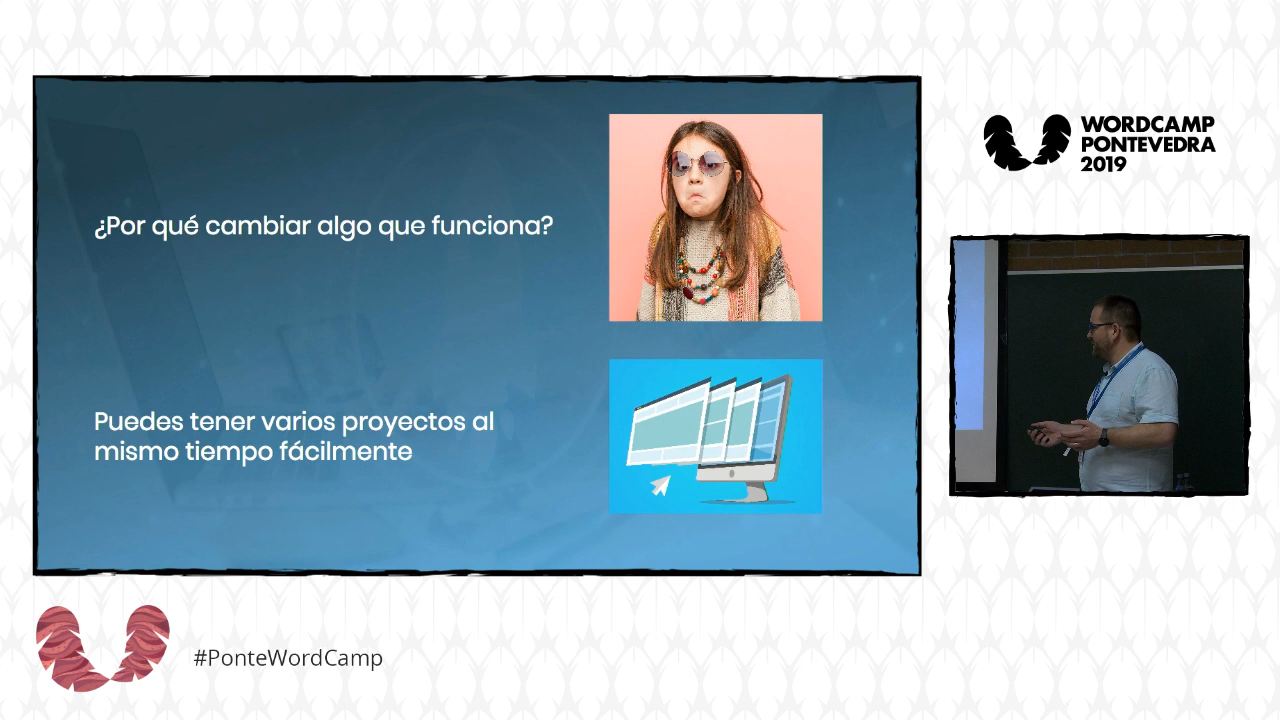 ¿Por qué cambiar algo que funciona?
Puedes tener varios proyectos al
mismo tiempo fácilmente
WORDCAMP
PONTEVEDRA
2019
#PonteWordCamp